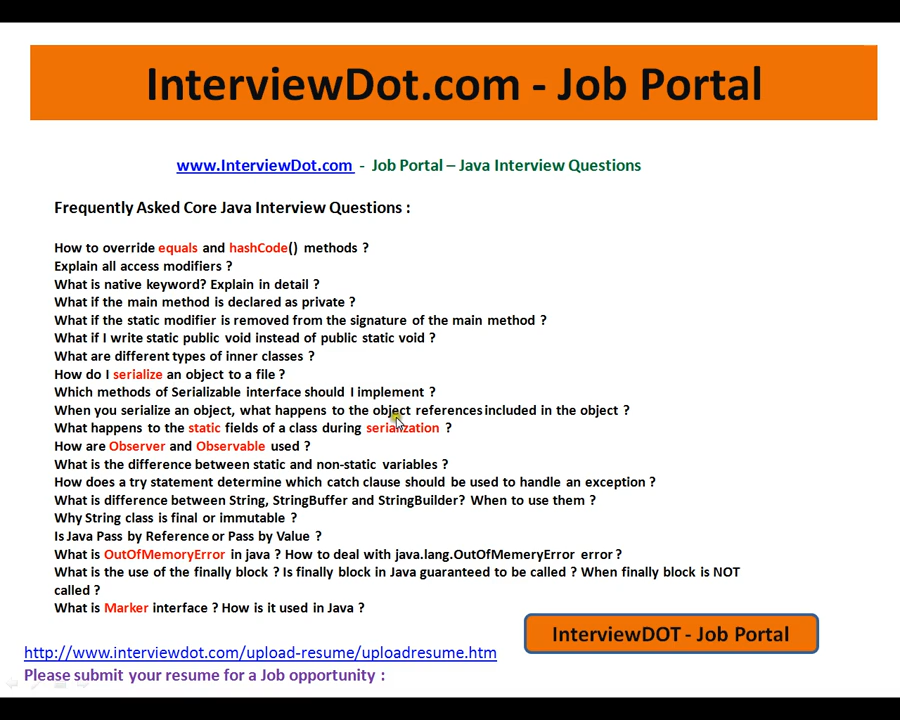 InterviewDot.com - Job Portal
www.InterviewDot.com - Job Portal – Java Interview Questions
Frequently Asked Core Java Interview Questions :
How to override equals and hashCode() methods ?
Explain all access modifiers ?
What is native keyword? Explain in detail ?
What if the main method is declared as private ?
What if the static modifier is removed from the signature of the main method ?
What if I write static public void instead of public static void ?
What are different types of inner classes ?
How do I serialize an object to a file ?
Which methods of Serializable interface should I implement ?
When you serialize an object, what happens to the object references included in the object ?
What happens to the static fields of a class during serialization ?
How are Observer and Observable used ?
What is the difference between static and non-static variables ?
How does a try statement determine which catch clause should be used to handle an exception ?
What is difference between String, StringBuffer and StringBuilder? When to use them ?
Why String class is final or immutable ?
Is Java Pass by Reference or Pass by Value ?
What is OutOfMemoryError in java ? How to deal with java.lang.OutOfMemeryError error ?
What is the use of the finally block ? Is finally block in Java guaranteed to be called ? When finally block is NOT
called ?
What is Marker interface ? How is it used in Java ?
InterviewDOT - Job Portal
http://www.interviewdot.com/upload-resume/uploadresume.htm
Please submit your resume for a Job opportunity :